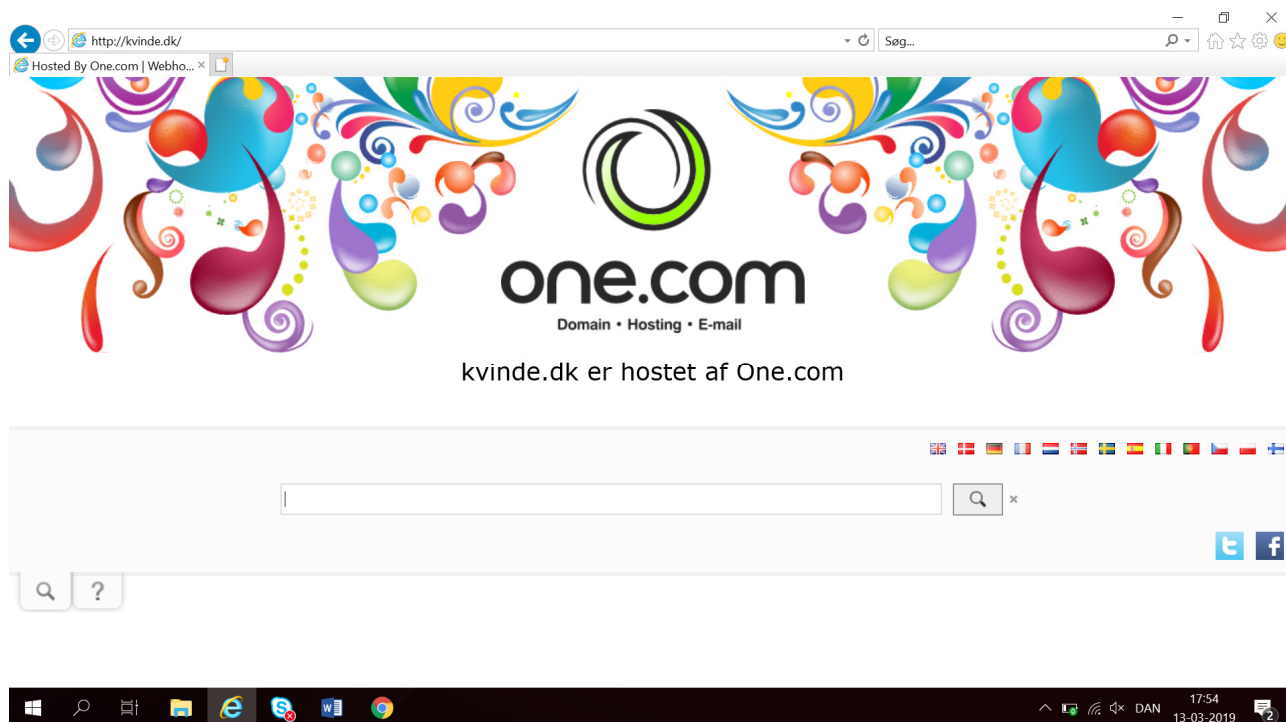 http://kvinde.dk/
Søg...
Hosted By One.com | Webho...
one.com
Domain • Hosting • E-mail
kvinde.dk er hostet af One.com
?
DAN
17:54
13-03-2019
2